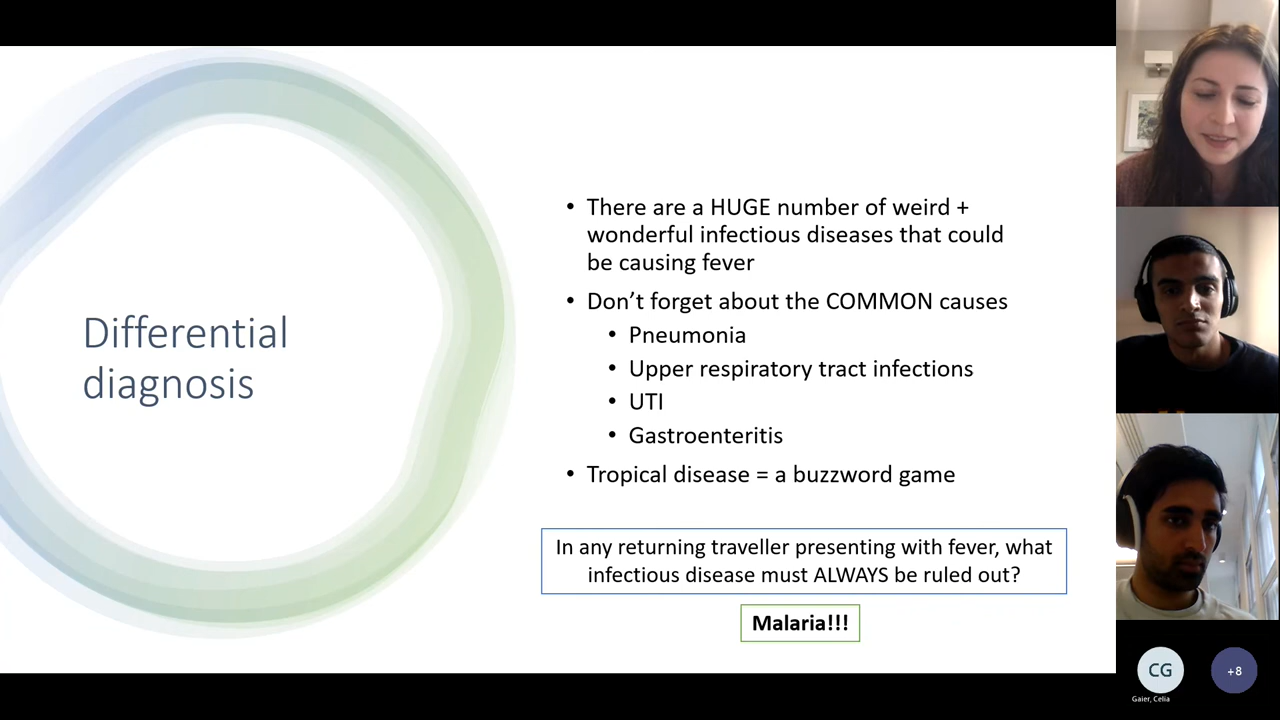 Differential
diagnosis
• There are a HUGE number of weird +
wonderful infectious diseases that could
be causing fever
• Don't forget about the COMMON causes
• Pneumonia
• Upper respiratory tract infections
• UTI
• Gastroenteritis
• Tropical disease = a buzzword game
In any returning traveller presenting with fever, what
infectious disease must ALWAYS be ruled out?
Malaria!!!
CG
+8
Gaier, Celia